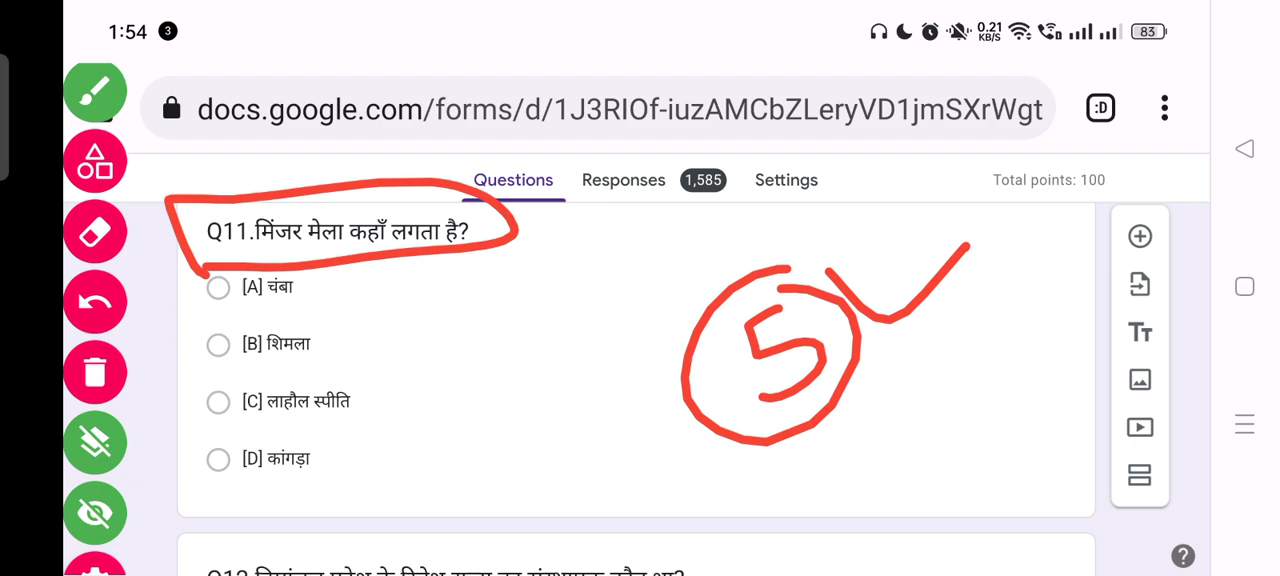 1:54 3 0.21 KB/S 83
docs.google.com/forms/d/1J3RIOf-iuzAMCbZLeryVD1jmSXrWgt :D
Questions Responses 1,585 Settings Total points: 100
Q11.मिंजर मेला कहाँ लगता है?
[A] चंबा
[B] शिमला
[C] लाहौल स्पीति
[D] कांगड़ा
5